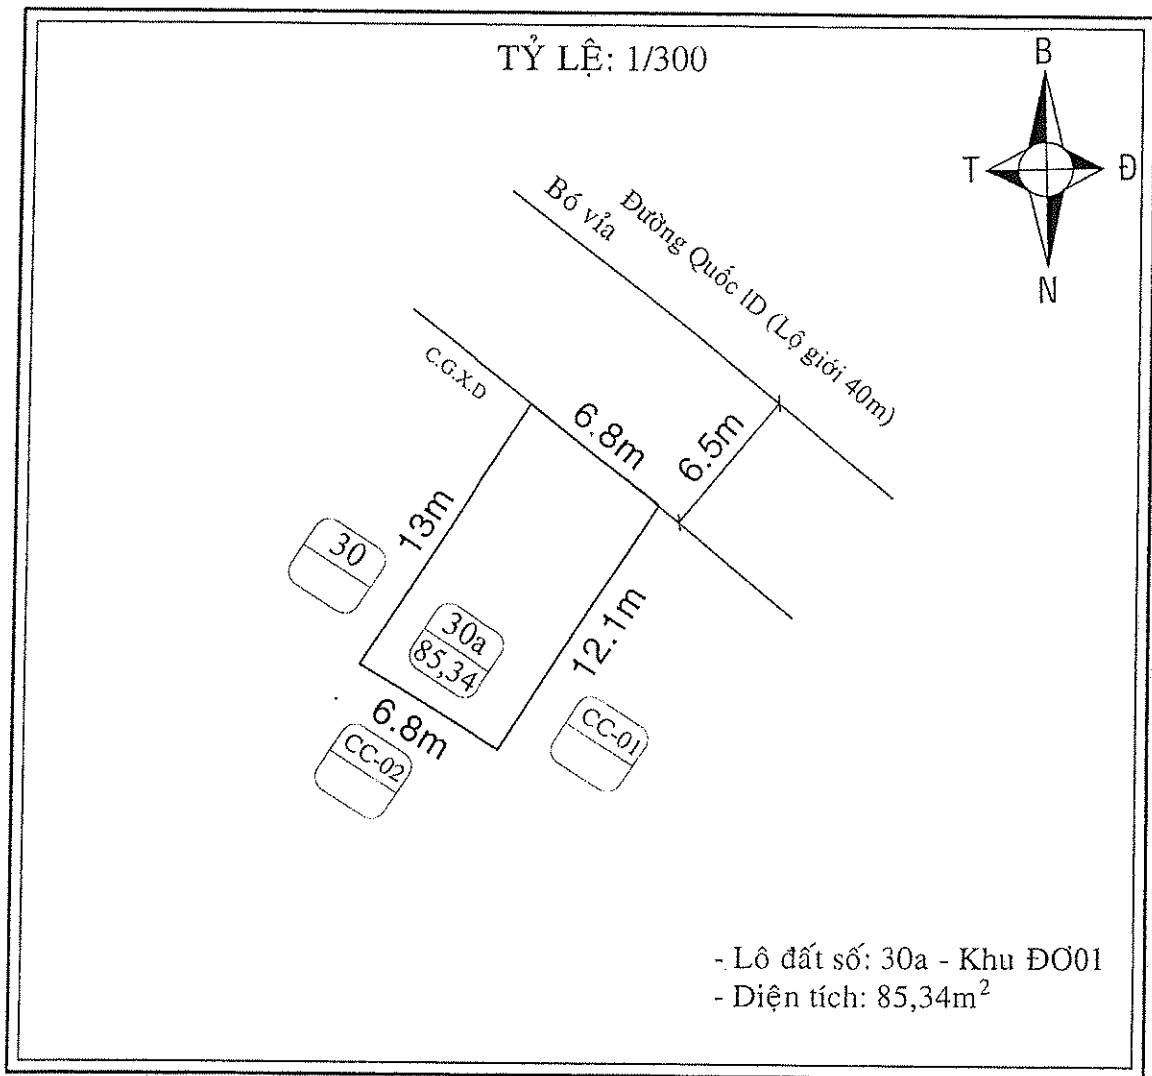 TỶ LỆ: 1/300
B
T
Đ
N
Bó vỉa
Đường Quốc lD (Lộ giới 40m)
C.G.X.D
6.8m
6.5m
13m
30
30a
85,34
12.1m
6.8m
CC-02
CC-01
- Lô đất số: 30a - Khu ĐƠ01
- Diện tích: 85,34m²